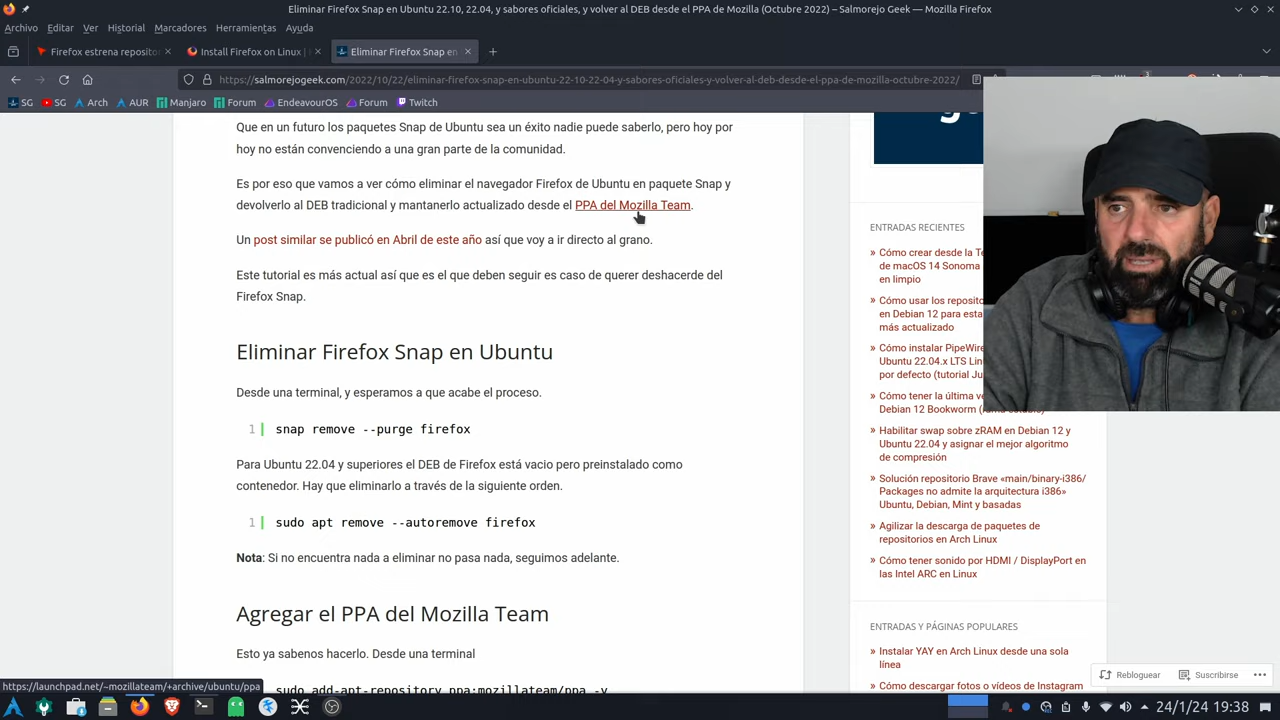 Eliminar Firefox Snap en Ubuntu 22.10, 22.04, y sabores oficiales, y volver al DEB desde el PPA de Mozilla (Octubre 2022) – Salmorejo Geek — Mozilla Firefox
Archivo Editar Ver Historial Marcadores Herramientas Ayuda
Firefox estrena reposito
Install Firefox on Linux |
Eliminar Firefox Snap en
https://salmorejogeek.com/2022/10/22/eliminar-firefox-snap-en-ubuntu-22-10-22-04-y-sabores-oficiales-y-volver-al-deb-desde-el-ppa-de-mozilla-octubre-2022/
SG SG Arch AUR Manjaro Forum EndeavourOS Forum Twitch
Que en un futuro los paquetes Snap de Ubuntu sea un éxito nadie puede saberlo, pero hoy por
hoy no están convenciendo a una gran parte de la comunidad.
Es por eso que vamos a ver cómo eliminar el navegador Firefox de Ubuntu en paquete Snap y
devolverlo al DEB tradicional y mantanerlo actualizado desde el PPA del Mozilla Team.
Un post similar se publicó en Abril de este año así que voy a ir directo al grano.
Este tutorial es más actual así que es el que deben seguir es caso de querer deshacerde del
Firefox Snap.
Eliminar Firefox Snap en Ubuntu
Desde una terminal, y esperamos a que acabe el proceso.
1 snap remove --purge firefox
Para Ubuntu 22.04 y superiores el DEB de Firefox está vacio pero preinstalado como
contenedor. Hay que eliminarlo a través de la siguiente orden.
1 sudo apt remove --autoremove firefox
Nota: Si no encuentra nada a eliminar no pasa nada, seguimos adelante.
Agregar el PPA del Mozilla Team
Esto ya sabenos hacerlo. Desde una terminal
sudo add-apt-repository ppa:mozillateam/ppa -y
ENTRADAS RECIENTES
» Cómo crear desde la Te
de macOS 14 Sonoma
en limpio
» Cómo usar los reposito
en Debian 12 para esta
más actualizado
» Cómo instalar PipeWire
Ubuntu 22.04.x LTS Lin
por defecto (tutorial Ju
» Cómo tener la última ve
Debian 12 Bookworm
» Habilitar swap sobre zRAM en Debian 12 y
Ubuntu 22.04 y asignar el mejor algoritmo
de compresión
» Solución repositorio Brave «main/binary-i386/
Packages no admite la arquitectura i386»
Ubuntu, Debian, Mint y basadas
» Agilizar la descarga de paquetes de
repositorios en Arch Linux
» Cómo tener sonido por HDMI / DisplayPort en
las Intel ARC en Linux
ENTRADAS Y PÁGINAS POPULARES
» Instalar YAY en Arch Linux desde una sola
línea
» Cómo descargar fotos o vídeos de Instagram
Rebloguear Suscribirse
https://launchpad.net/~mozillateam/+archive/ubuntu/ppa
24/1/24 19:38